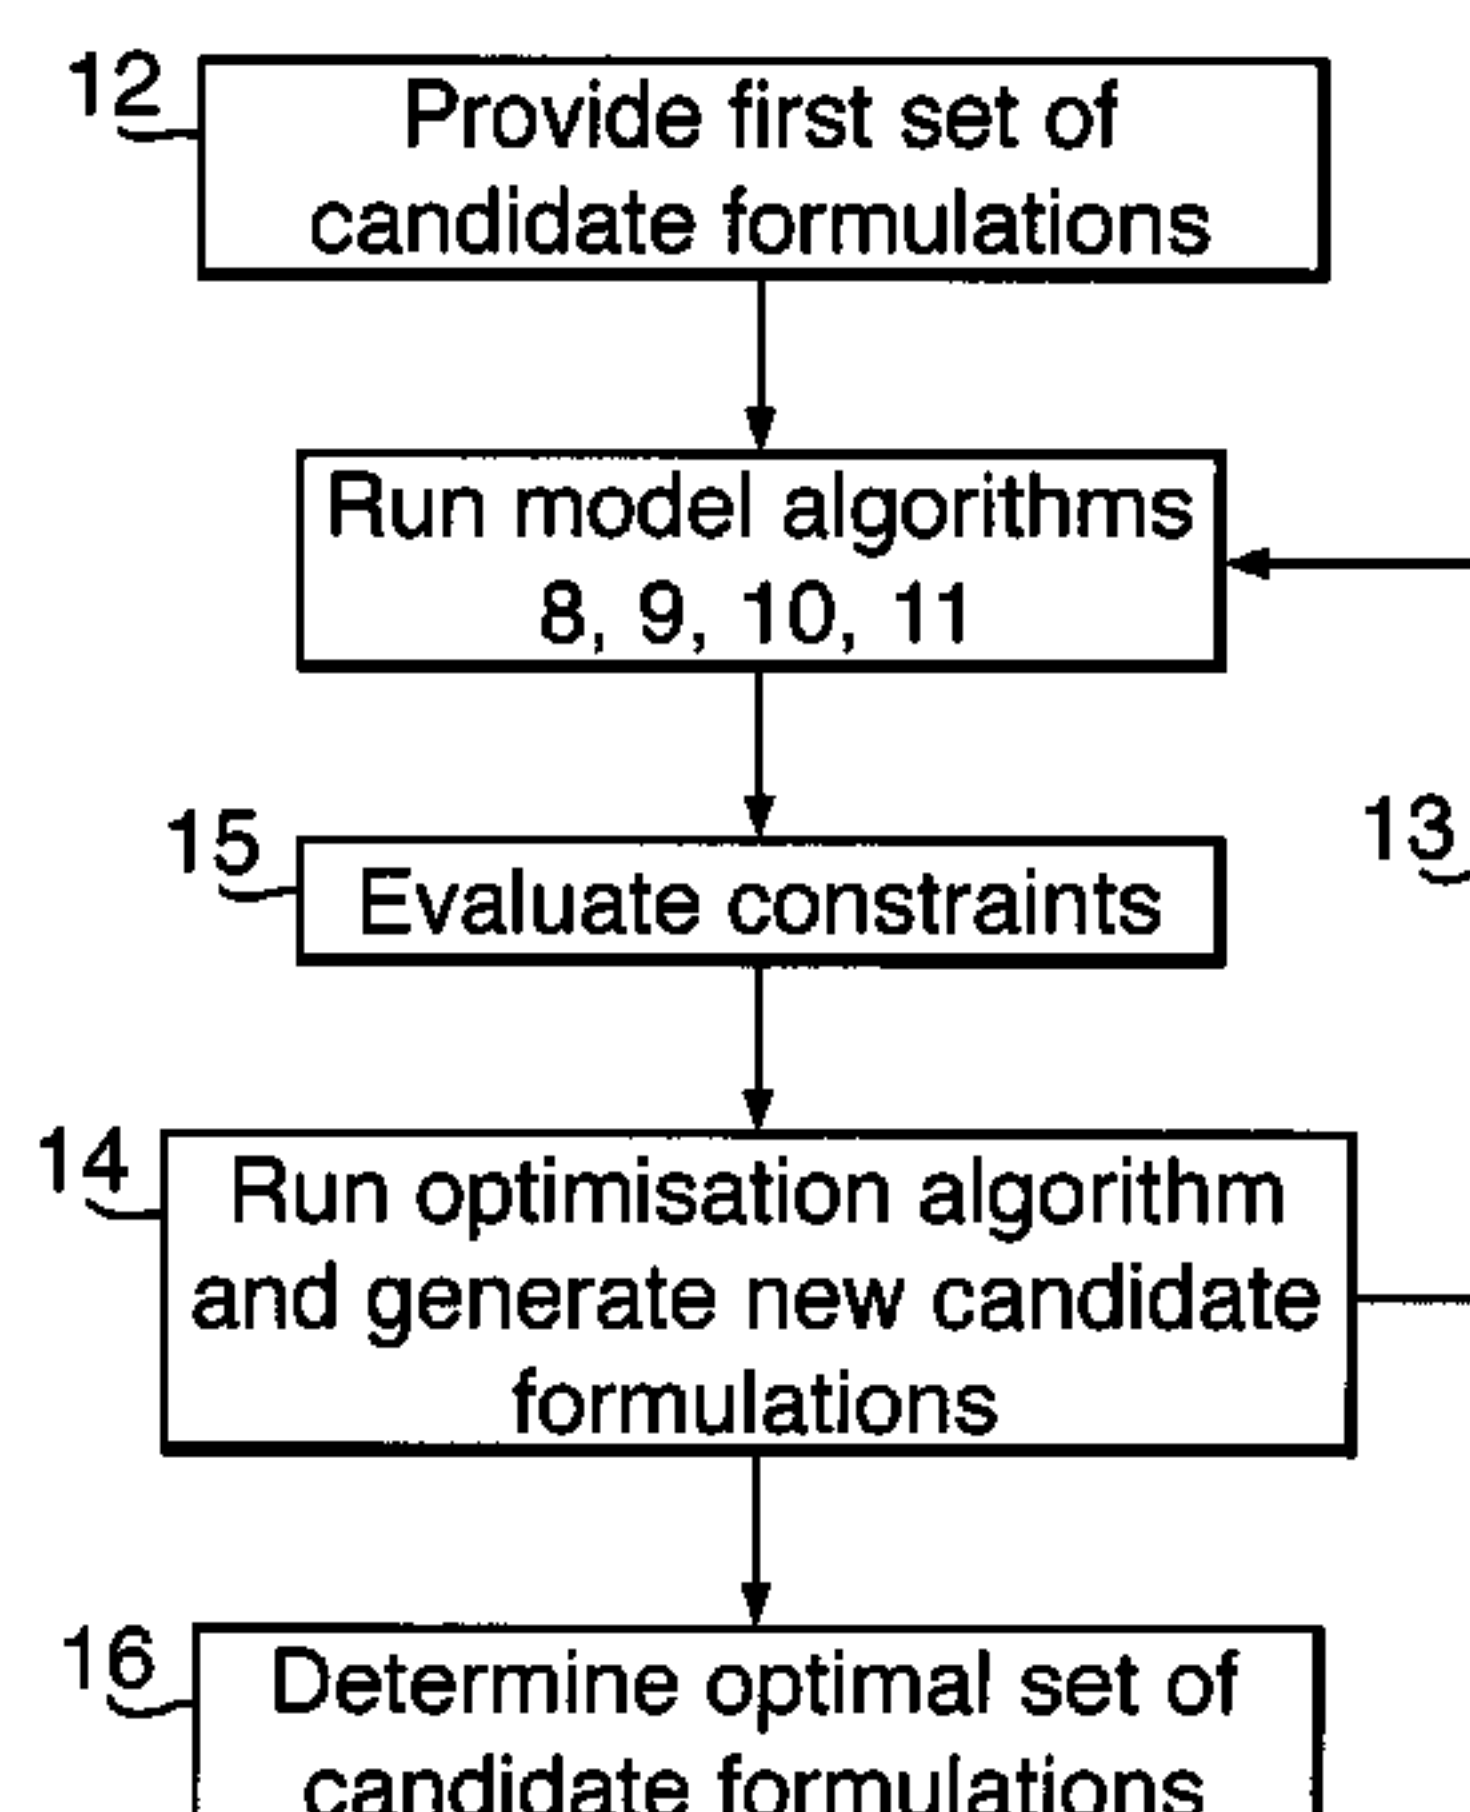 12
Provide first set of
candidate formulations
Run model algorithms
8, 9, 10, 11
15
Evaluate constraints
13
14
Run optimisation algorithm
and generate new candidate
formulations
16
Determine optimal set of
candidate formulations